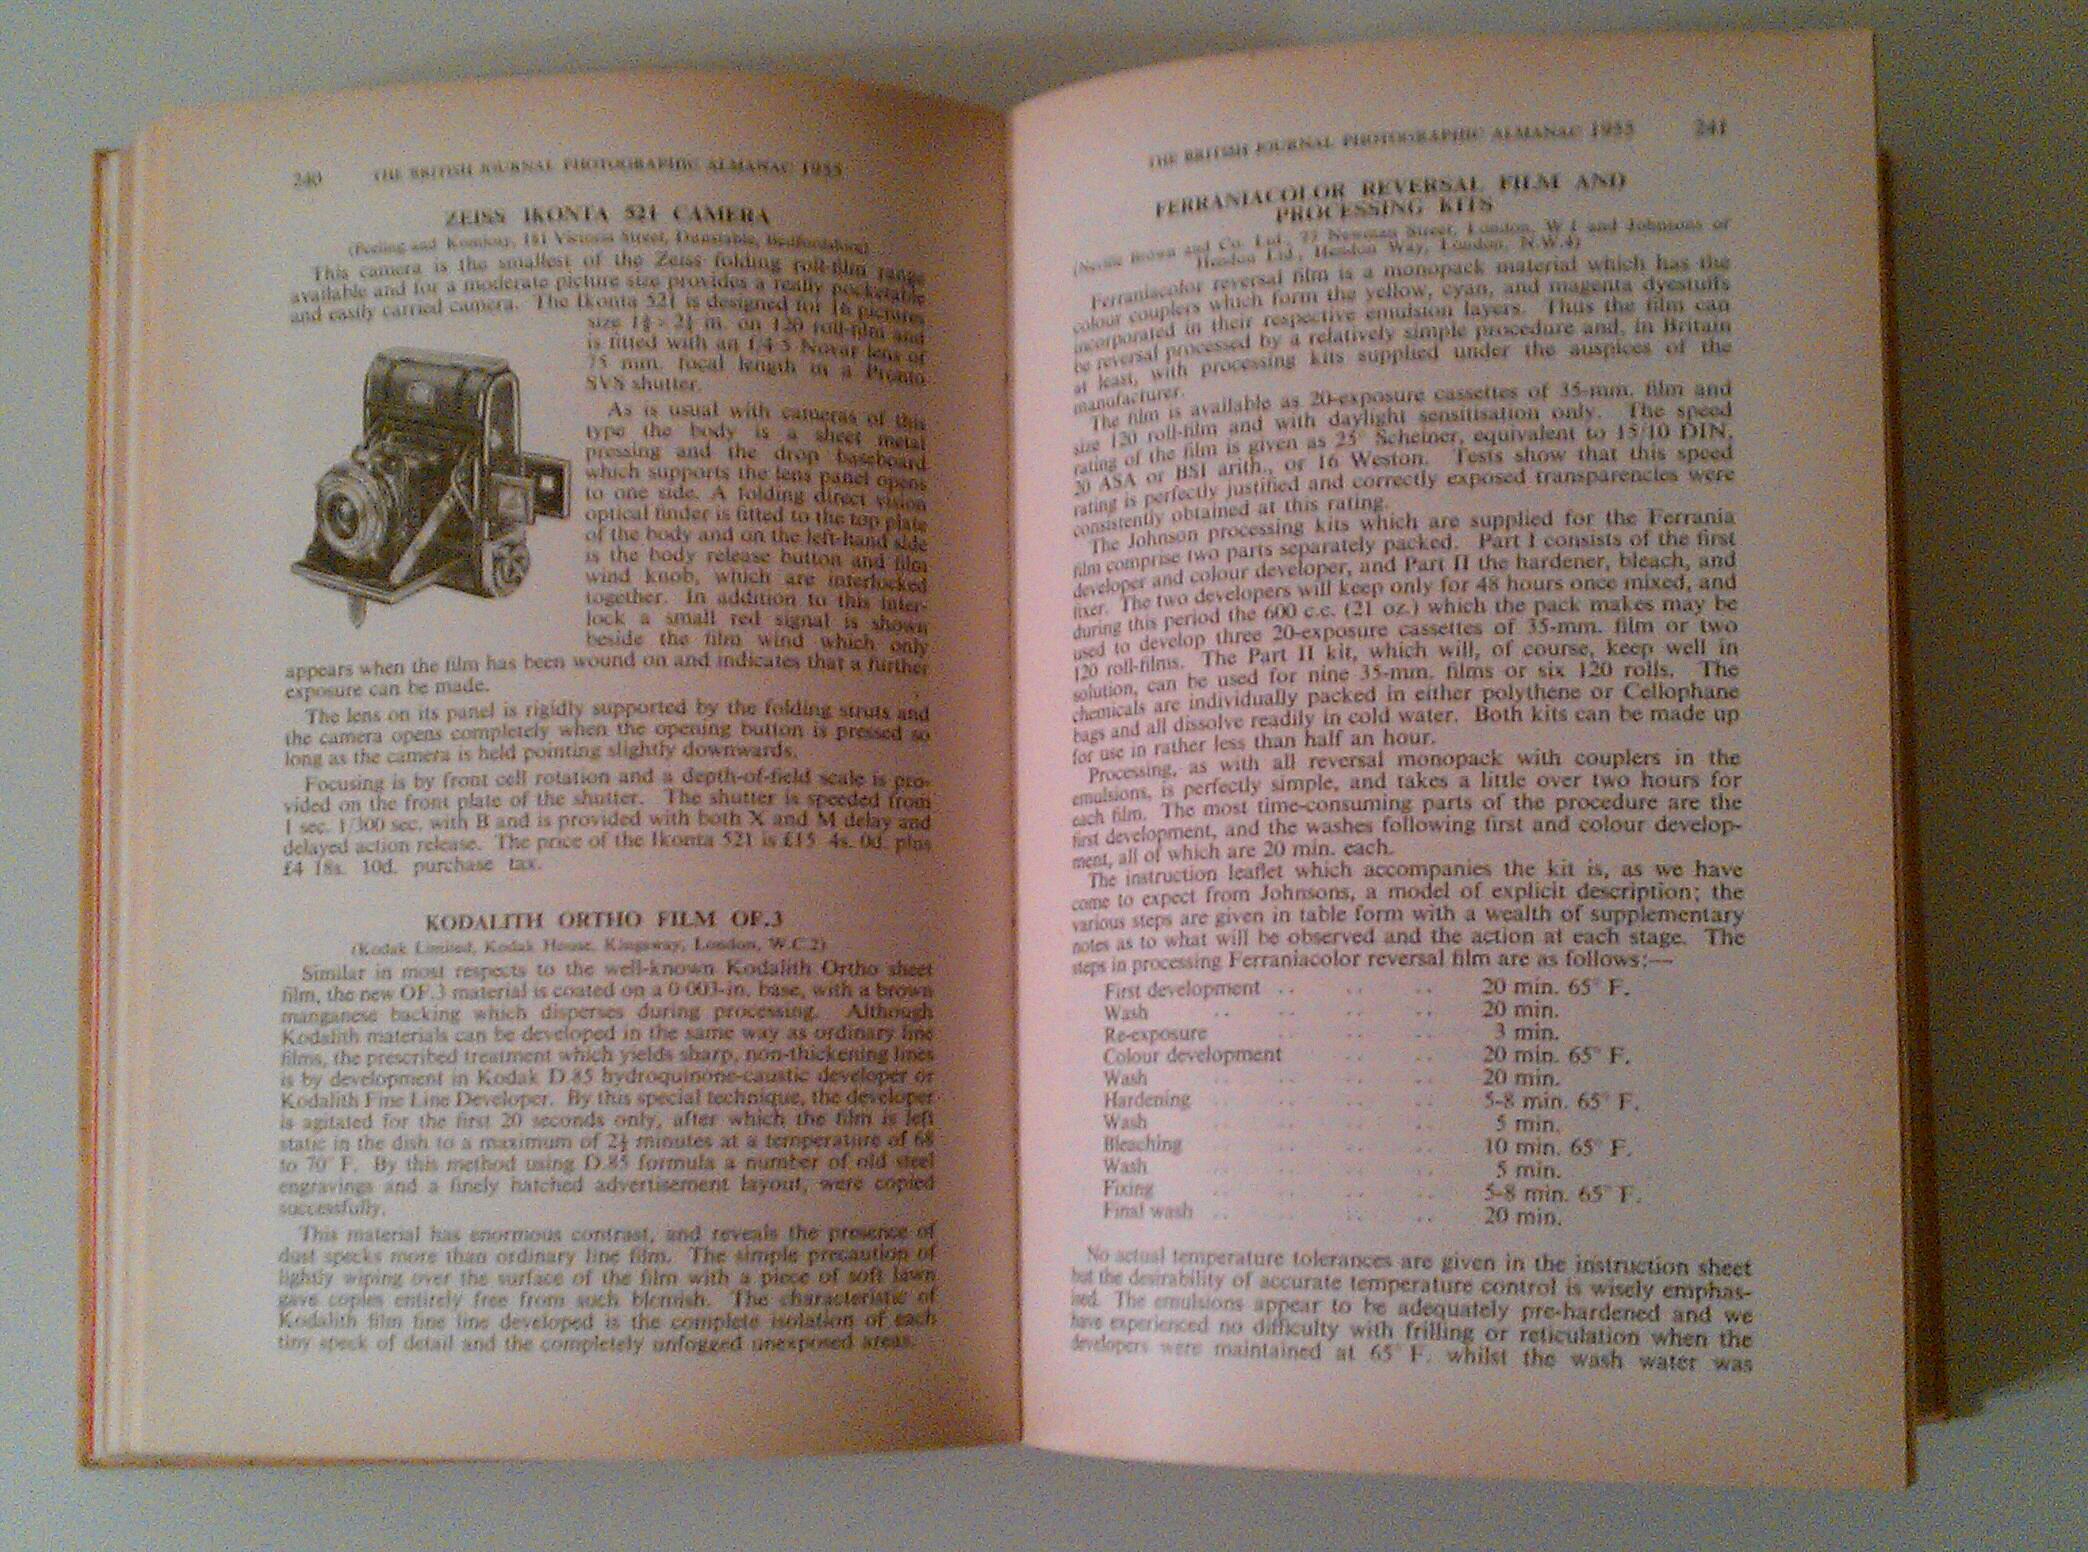 240 THE BRITISH JOURNAL PHOTOGRAPHIC ALMANAC 1955
ZEISS IKONTA 521 CAMERA
(Peeling and Komlosy, 181 Victoria Street, Dunstable, Bedfordshire)
This camera is the smallest of the Zeiss folding roll-film range
available and for a moderate picture size provides a really pocketable
and easily carried camera. The Ikonta 521 is designed for 16 pictures
size 1⅝ × 2¼ in. on 120 roll-film and
is fitted with an f/4·5 Novar lens of
75 mm. focal length in a Pronto
SVS shutter.
As is usual with cameras of this
type the body is a sheet metal
pressing and the drop baseboard
which supports the lens panel opens
to one side. A folding direct vision
optical finder is fitted to the top plate
of the body and on the left-hand side
is the body release button and film
wind knob, which are interlocked
together. In addition to this inter-
lock a small red signal is shown
beside the film wind which only
appears when the film has been wound on and indicates that a further
exposure can be made.
The lens on its panel is rigidly supported by the folding struts and
the camera opens completely when the opening button is pressed so
long as the camera is held pointing slightly downwards.
Focusing is by front cell rotation and a depth-of-field scale is pro-
vided on the front plate of the shutter. The shutter is speeded from
1 sec. 1/300 sec. with B and is provided with both X and M delay and
delayed action release. The price of the Ikonta 521 is £15 4s. 0d. plus
£4 18s. 10d. purchase tax.
KODALITH ORTHO FILM OF.3
(Kodak Limited, Kodak House, Kingsway, London, W.C.2)
Similar in most respects to the well-known Kodalith Ortho sheet
film, the new OF.3 material is coated on a 0·003-in. base, with a brown
manganese backing which disperses during processing. Although
Kodalith materials can be developed in the same way as ordinary line
films, the prescribed treatment which yields sharp, non-thickening lines
is by development in Kodak D.85 hydroquinone-caustic developer or
Kodalith Fine Line Developer. By this special technique, the developer
is agitated for the first 20 seconds only, after which the film is left
static in the dish to a maximum of 2½ minutes at a temperature of 68
to 70° F. By this method using D.85 formula a number of old steel
engravings and a finely hatched advertisement layout, were copied
successfully.
This material has enormous contrast, and reveals the presence of
dust specks more than ordinary line film. The simple precaution of
lightly wiping over the surface of the film with a piece of soft lawn
gave copies entirely free from such blemish. The characteristic of
Kodalith film fine line developed is the complete isolation of each
tiny speck of detail and the completely unfogged unexposed areas.
THE BRITISH JOURNAL PHOTOGRAPHIC ALMANAC 1955 241
FERRANIACOLOR REVERSAL FILM AND
PROCESSING KITS
(Neville Brown and Co. Ltd., 77 Newman Street, London, W.1 and Johnsons of
Hendon Ltd., Hendon Way, London, N.W.4)
Ferraniacolor reversal film is a monopack material which has the
colour couplers which form the yellow, cyan, and magenta dyestuffs
incorporated in their respective emulsion layers. Thus the film can
be reversal processed by a relatively simple procedure and, in Britain
at least, with processing kits supplied under the auspices of the
manufacturer.
The film is available as 20-exposure cassettes of 35-mm. film and
size 120 roll-film and with daylight sensitisation only. The speed
rating of the film is given as 25° Scheiner, equivalent to 15/10 DIN,
20 ASA or BSI arith., or 16 Weston. Tests show that this speed
rating is perfectly justified and correctly exposed transparencies were
consistently obtained at this rating.
The Johnson processing kits which are supplied for the Ferrania
film comprise two parts separately packed. Part I consists of the first
developer and colour developer, and Part II the hardener, bleach, and
fixer. The two developers will keep only for 48 hours once mixed, and
during this period the 600 c.c. (21 oz.) which the pack makes may be
used to develop three 20-exposure cassettes of 35-mm. film or two
120 roll-films. The Part II kit, which will, of course, keep well in
solution, can be used for nine 35-mm. films or six 120 rolls. The
chemicals are individually packed in either polythene or Cellophane
bags and all dissolve readily in cold water. Both kits can be made up
for use in rather less than half an hour.
Processing, as with all reversal monopack with couplers in the
emulsions, is perfectly simple, and takes a little over two hours for
each film. The most time-consuming parts of the procedure are the
first development, and the washes following first and colour develop-
ment, all of which are 20 min. each.
The instruction leaflet which accompanies the kit is, as we have
come to expect from Johnsons, a model of explicit description; the
various steps are given in table form with a wealth of supplementary
notes as to what will be observed and the action at each stage. The
steps in processing Ferraniacolor reversal film are as follows:—
First development .. .. .. 20 min. 65° F.
Wash .. .. .. 20 min.
Re-exposure .. .. .. 3 min.
Colour development .. .. 20 min. 65° F.
Wash .. .. .. 20 min.
Hardening .. .. .. 5–8 min. 65° F.
Wash .. .. .. 5 min.
Bleaching .. .. .. 10 min. 65° F.
Wash .. .. .. 5 min.
Fixing .. .. .. 5–8 min. 65° F.
Final wash .. .. .. 20 min.
No actual temperature tolerances are given in the instruction sheet
but the desirability of accurate temperature control is wisely emphas-
ised. The emulsions appear to be adequately pre-hardened and we
have experienced no difficulty with frilling or reticulation when the
developers were maintained at 65° F. whilst the wash water was